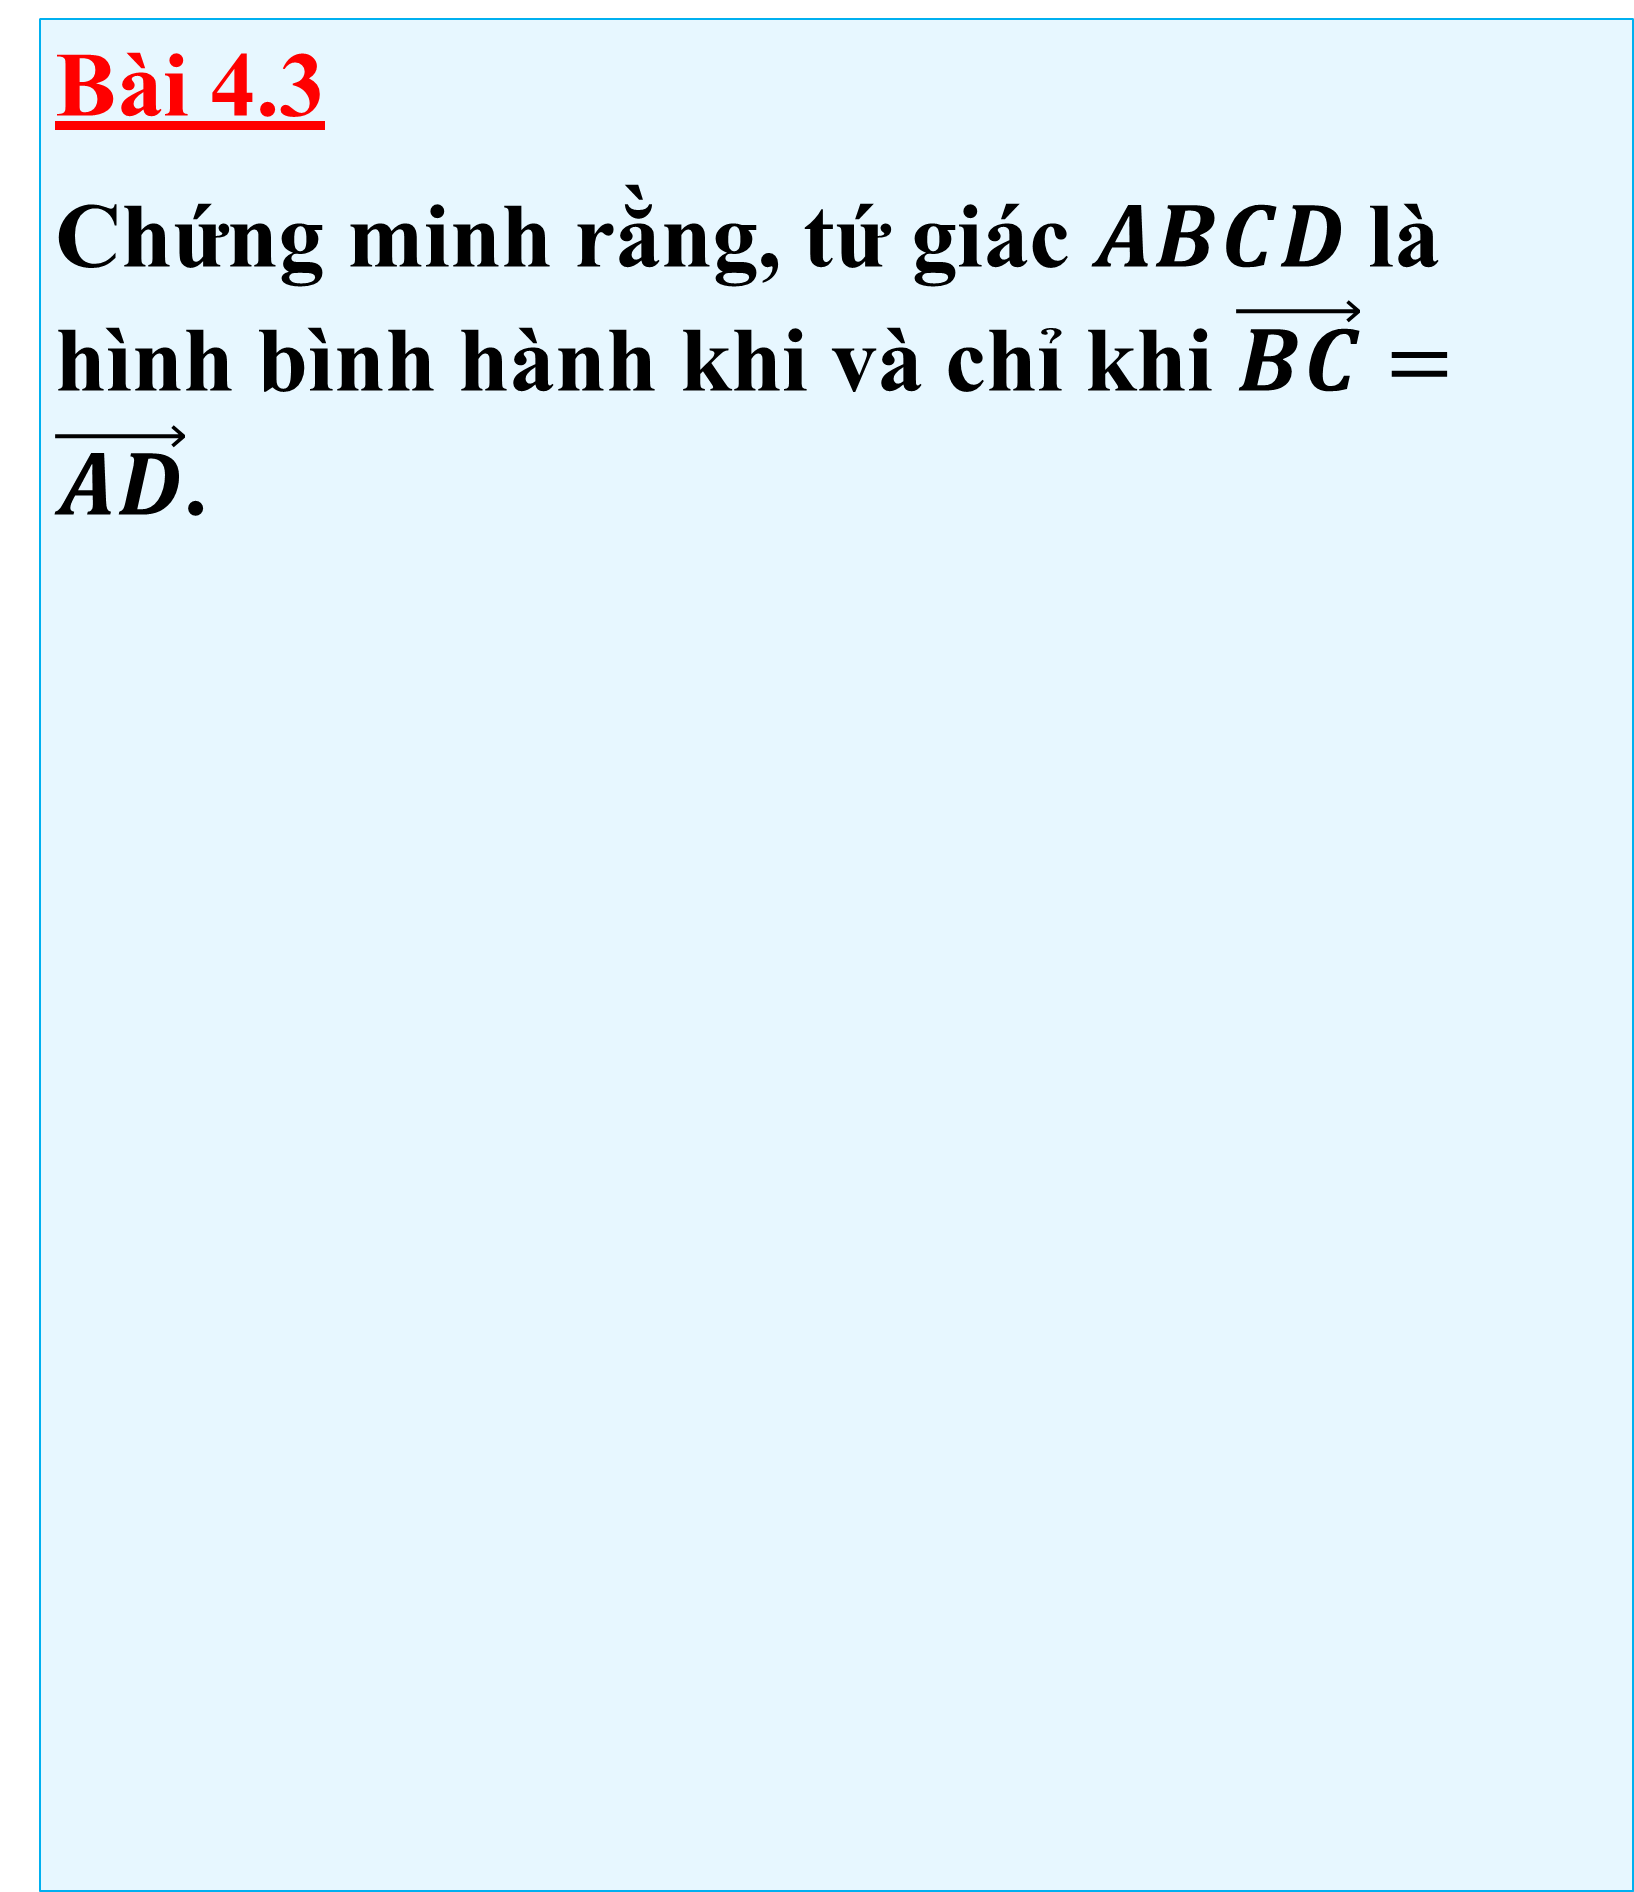 Bài 4.3
Chứng minh rằng, tứ giác 𝑨𝑩𝑪𝑫 là
hình bình hành khi và chỉ khi 𝑩𝑪⃗ =
𝑨𝑫⃗.